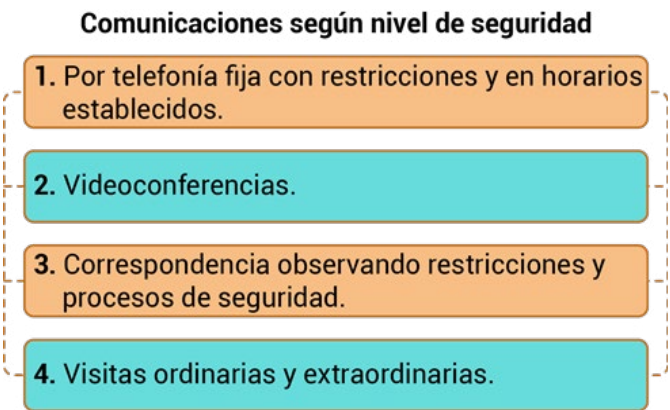 Comunicaciones según nivel de seguridad
1. Por telefonía fija con restricciones y en horarios
establecidos.
2. Videoconferencias.
3. Correspondencia observando restricciones y
procesos de seguridad.
4. Visitas ordinarias y extraordinarias.